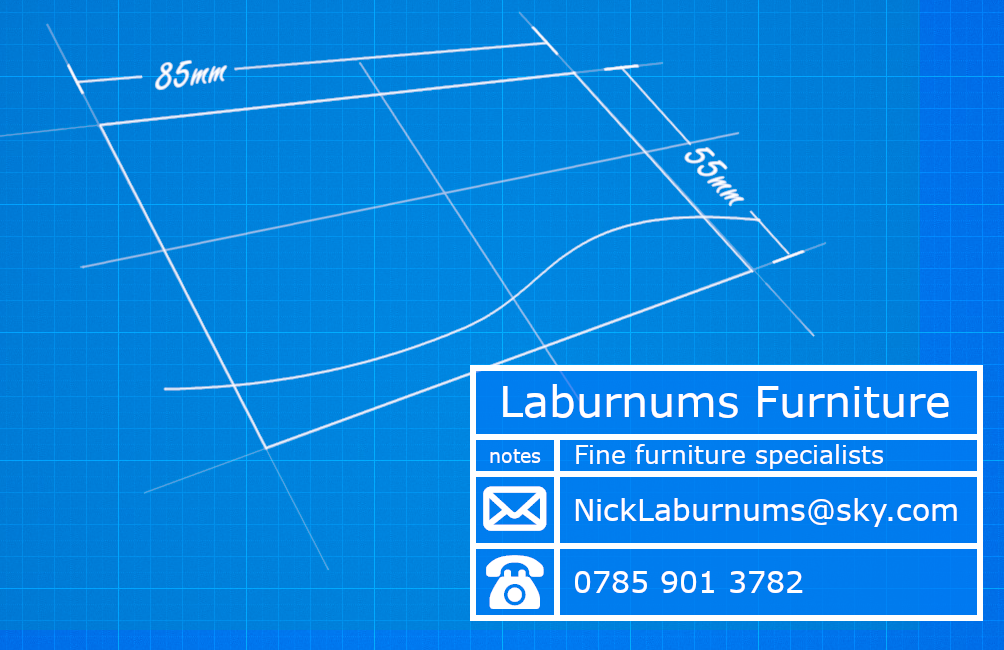 85mm
55mm
Laburnums Furniture
notes Fine furniture specialists
NickLaburnums@sky.com
0785 901 3782